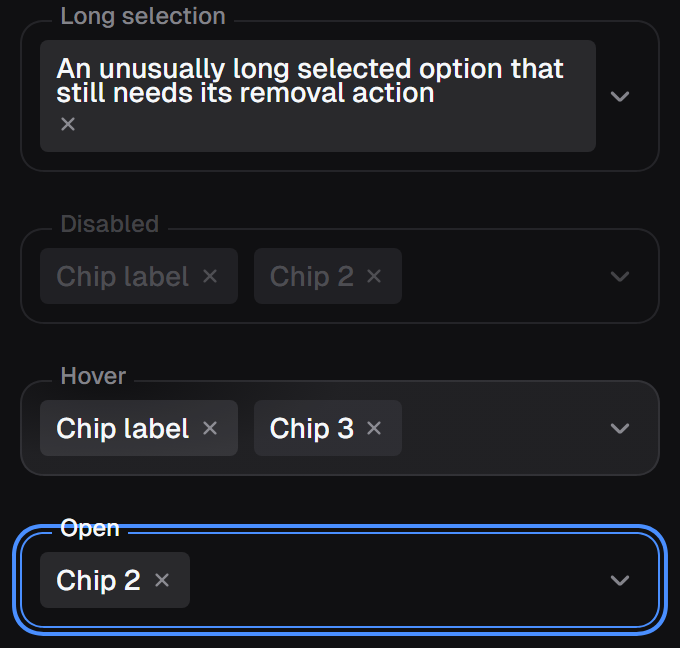 Long selection
An unusually long selected option that
still needs its removal action
Disabled
Chip label
Chip 2
Hover
Chip label
Chip 3
Open
Chip 2